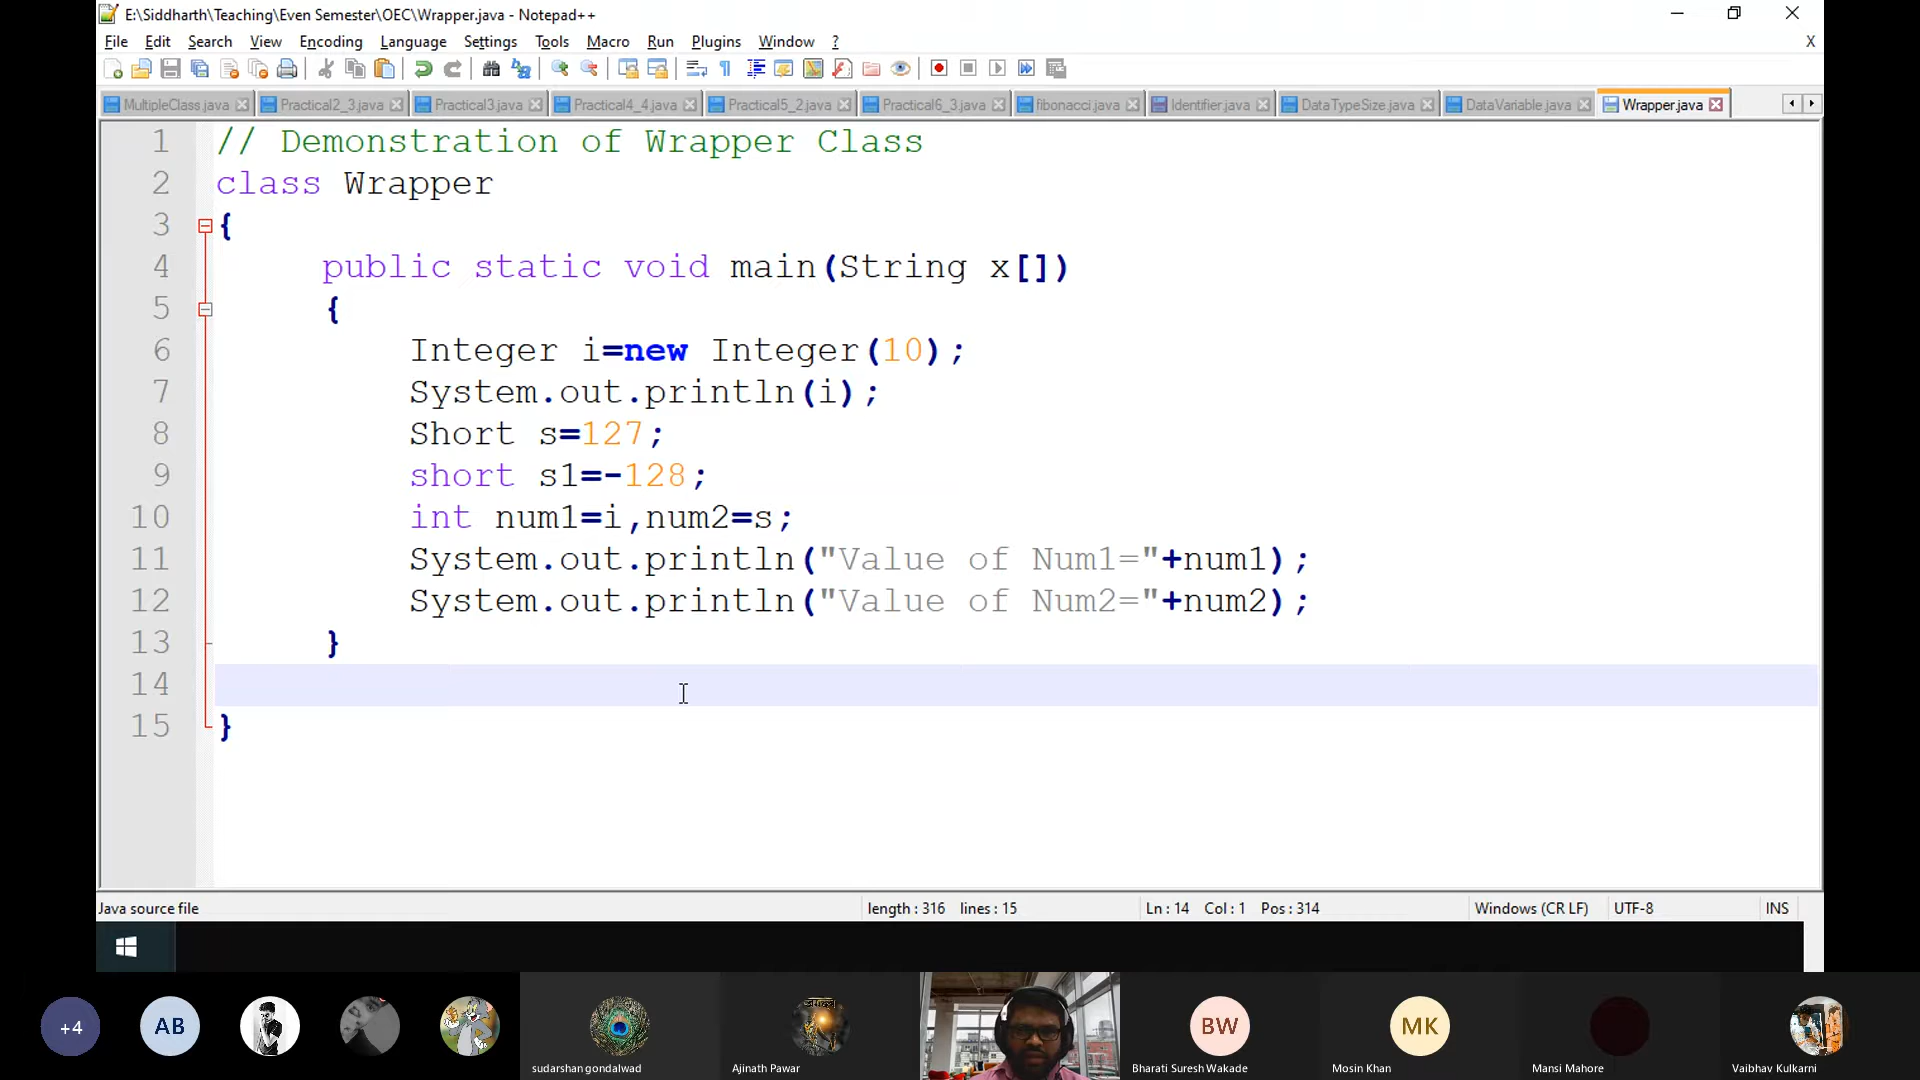 E:\Siddharth\Teaching\Even Semester\OEC\Wrapper.java - Notepad++
File Edit Search View Encoding Language Settings Tools Macro Run Plugins Window ? X
MultipleClass.java Practical2_3.java Practical3.java Practical4_4.java Practical5_2.java Practical6_3.java fibonacci.java Identifier.java DataTypeSize.java DataVariable.java Wrapper.java
1 // Demonstration of Wrapper Class
2 class Wrapper
3 {
4 public static void main(String x[])
5 {
6 Integer i=new Integer(10);
7 System.out.println(i);
8 Short s=127;
9 short s1=-128;
10 int num1=i,num2=s;
11 System.out.println("Value of Num1="+num1);
12 System.out.println("Value of Num2="+num2);
13 }
14
15 }
Java source file length : 316 lines : 15 Ln : 14 Col : 1 Pos : 314 Windows (CR LF) UTF-8 INS
+4 AB BW MK
sudarshan gondalwad Ajinath Pawar Bharati Suresh Wakade Mosin Khan Mansi Mahore Vaibhav Kulkarni